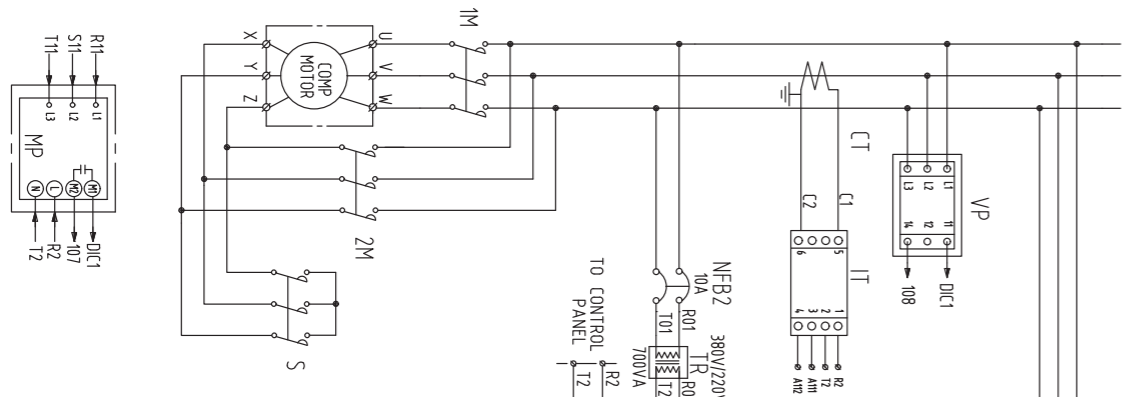 R11
S11
T11
L1
L2
L3
MP
M1
M2
L
N
DIC1
107
R2
T2
X
Y
Z
U
V
W
COMP
MOTOR
1M
2M
S
NFB2
10A
R01
T01
380V/220V
TR
700VA
R0
T2
TO CONTROL
PANEL
R2
T2
CT
C1
C2
IT
5
6
1
2
3
4
R2
T2
A111
A112
VP
L1
L2
L3
11
12
14
DIC1
108